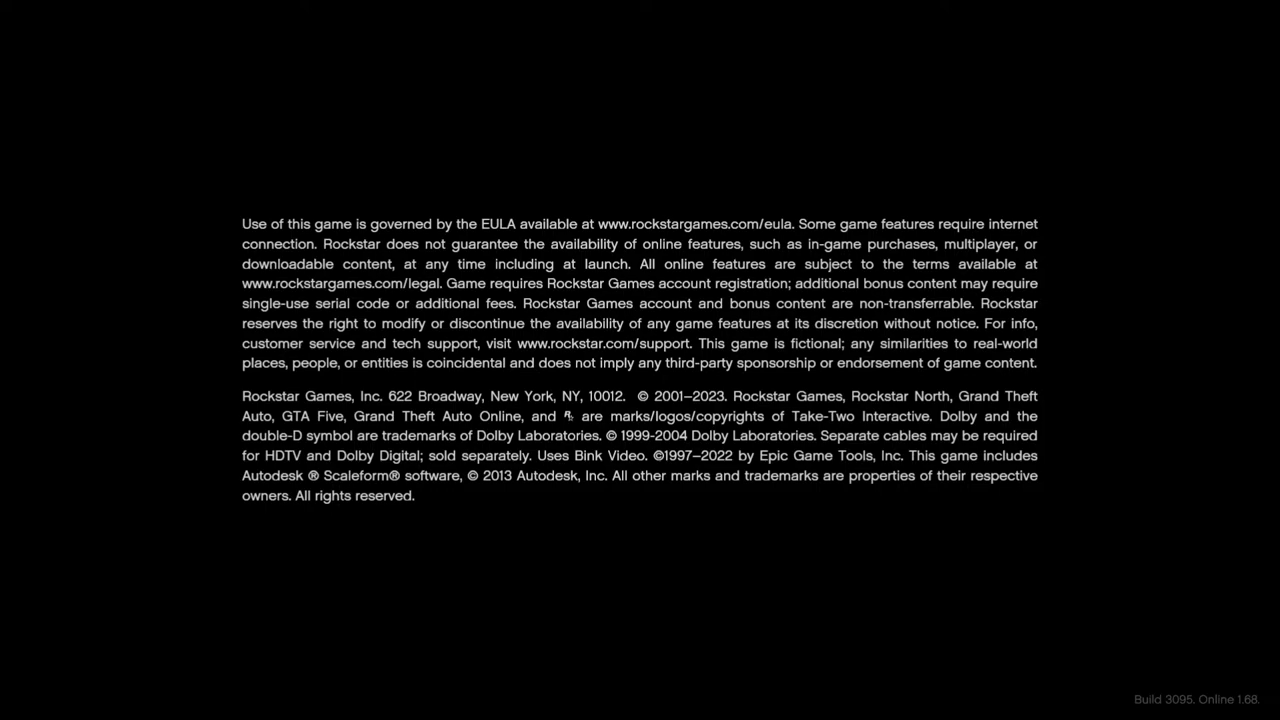 Use of this game is governed by the EULA available at www.rockstargames.com/eula. Some game features require internet
connection. Rockstar does not guarantee the availability of online features, such as in-game purchases, multiplayer, or
downloadable content, at any time including at launch. All online features are subject to the terms available at
www.rockstargames.com/legal. Game requires Rockstar Games account registration; additional bonus content may require
single-use serial code or additional fees. Rockstar Games account and bonus content are non-transferrable. Rockstar
reserves the right to modify or discontinue the availability of any game features at its discretion without notice. For info,
customer service and tech support, visit www.rockstar.com/support. This game is fictional; any similarities to real-world
places, people, or entities is coincidental and does not imply any third-party sponsorship or endorsement of game content.
Rockstar Games, Inc. 622 Broadway, New York, NY, 10012. © 2001–2023. Rockstar Games, Rockstar North, Grand Theft
Auto, GTA Five, Grand Theft Auto Online, and R* are marks/logos/copyrights of Take-Two Interactive. Dolby and the
double-D symbol are trademarks of Dolby Laboratories. © 1999-2004 Dolby Laboratories. Separate cables may be required
for HDTV and Dolby Digital; sold separately. Uses Bink Video. ©1997–2022 by Epic Game Tools, Inc. This game includes
Autodesk ® Scaleform® software, © 2013 Autodesk, Inc. All other marks and trademarks are properties of their respective
owners. All rights reserved.
Build 3095. Online 1.68.